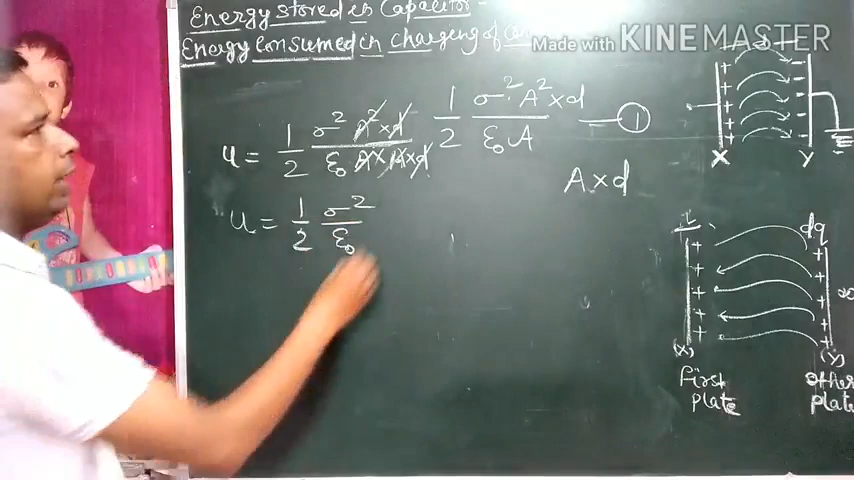 Energy stored in Capacitor -
Energy Consumed in charging of
Made with KINEMASTER
1/2 σ².A²×d / ε₀A —①
u = 1/2 σ² A²×d / ε₀ A×A×d
A×d
u = 1/2 σ²/ε₀
+ + + + + +
- - - - - -
X Y
dq
+ + + + +
+ + + + +
(X) (Y)
First other
plate plate